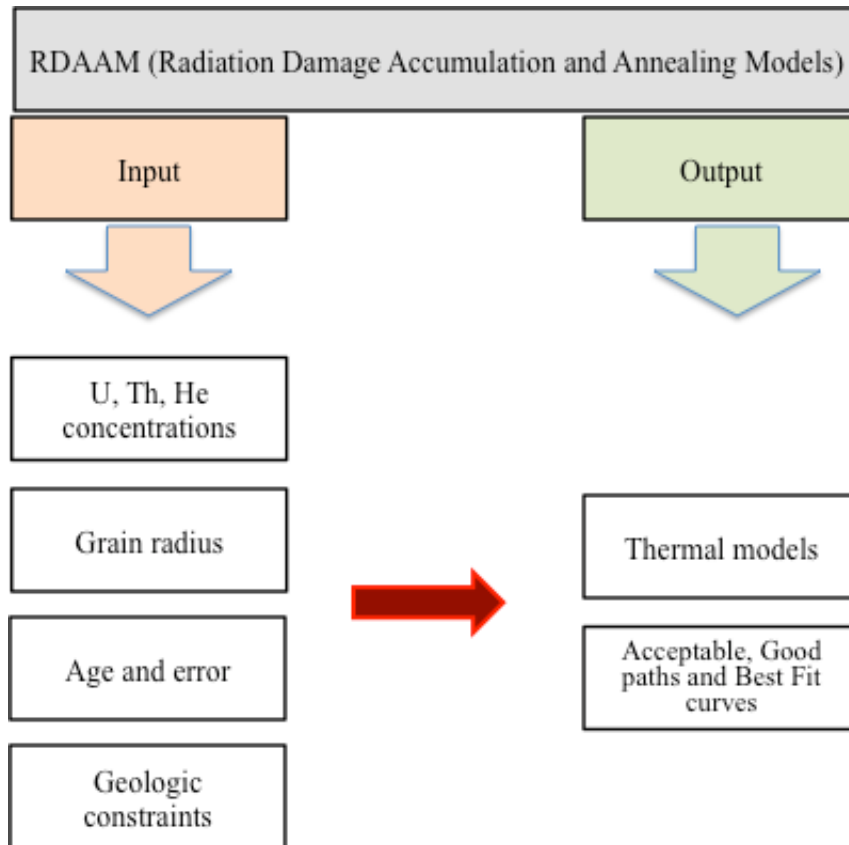 RDAAM (Radiation Damage Accumulation and Annealing Models)
Input
Output
U, Th, He
concentrations
Grain radius
Age and error
Geologic
constraints
Thermal models
Acceptable, Good
paths and Best Fit
curves